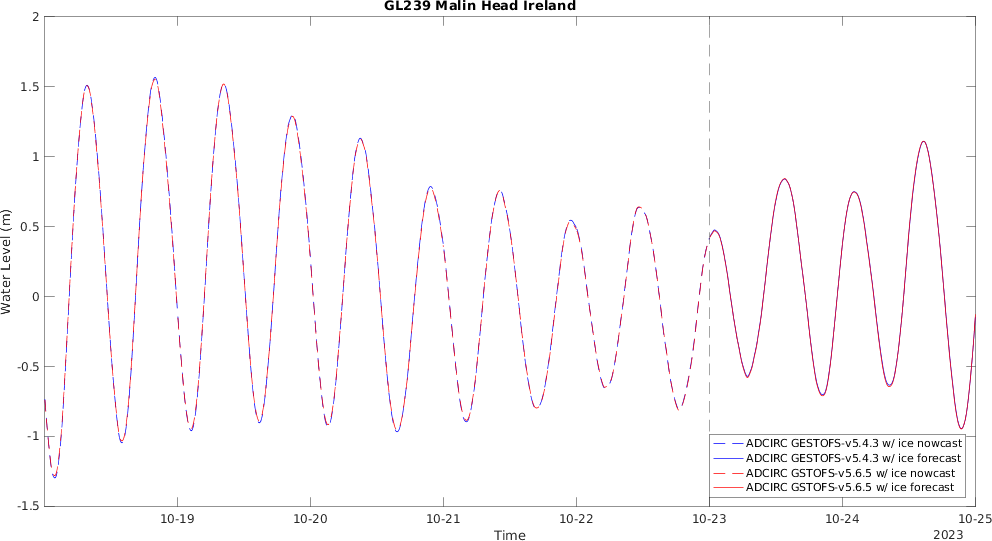 GL239 Malin Head Ireland
Water Level (m)
2
1.5
1
0.5
0
-0.5
-1
-1.5
ADCIRC GESTOFS-v5.4.3 w/ ice nowcast
ADCIRC GESTOFS-v5.4.3 w/ ice forecast
ADCIRC GSTOFS-v5.6.5 w/ ice nowcast
ADCIRC GSTOFS-v5.6.5 w/ ice forecast
10-19 10-20 10-21 10-22 10-23 10-24 10-25
Time 2023